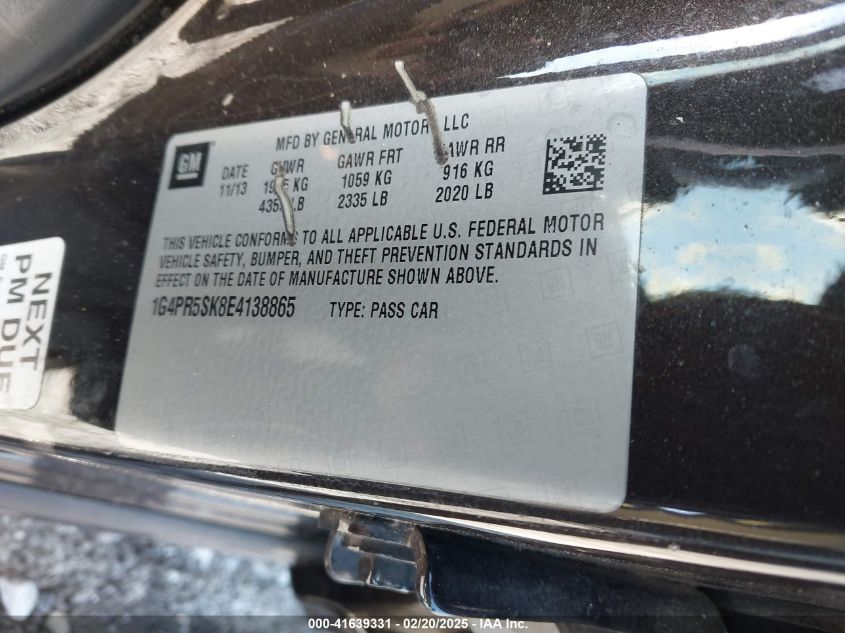 GM
MFD BY GENERAL MOTORS LLC
DATE GVWR GAWR FRT GAWR RR
11/13 1059 KG 916 KG
2335 LB 2020 LB
THIS VEHICLE CONFORMS TO ALL APPLICABLE U.S. FEDERAL MOTOR
VEHICLE SAFETY, BUMPER, AND THEFT PREVENTION STANDARDS IN
EFFECT ON THE DATE OF MANUFACTURE SHOWN ABOVE.
1G4PR5SK8E4138865 TYPE: PASS CAR
NEXT
PM DUE
000-41639331 - 02/20/2025 - IAA, Inc.